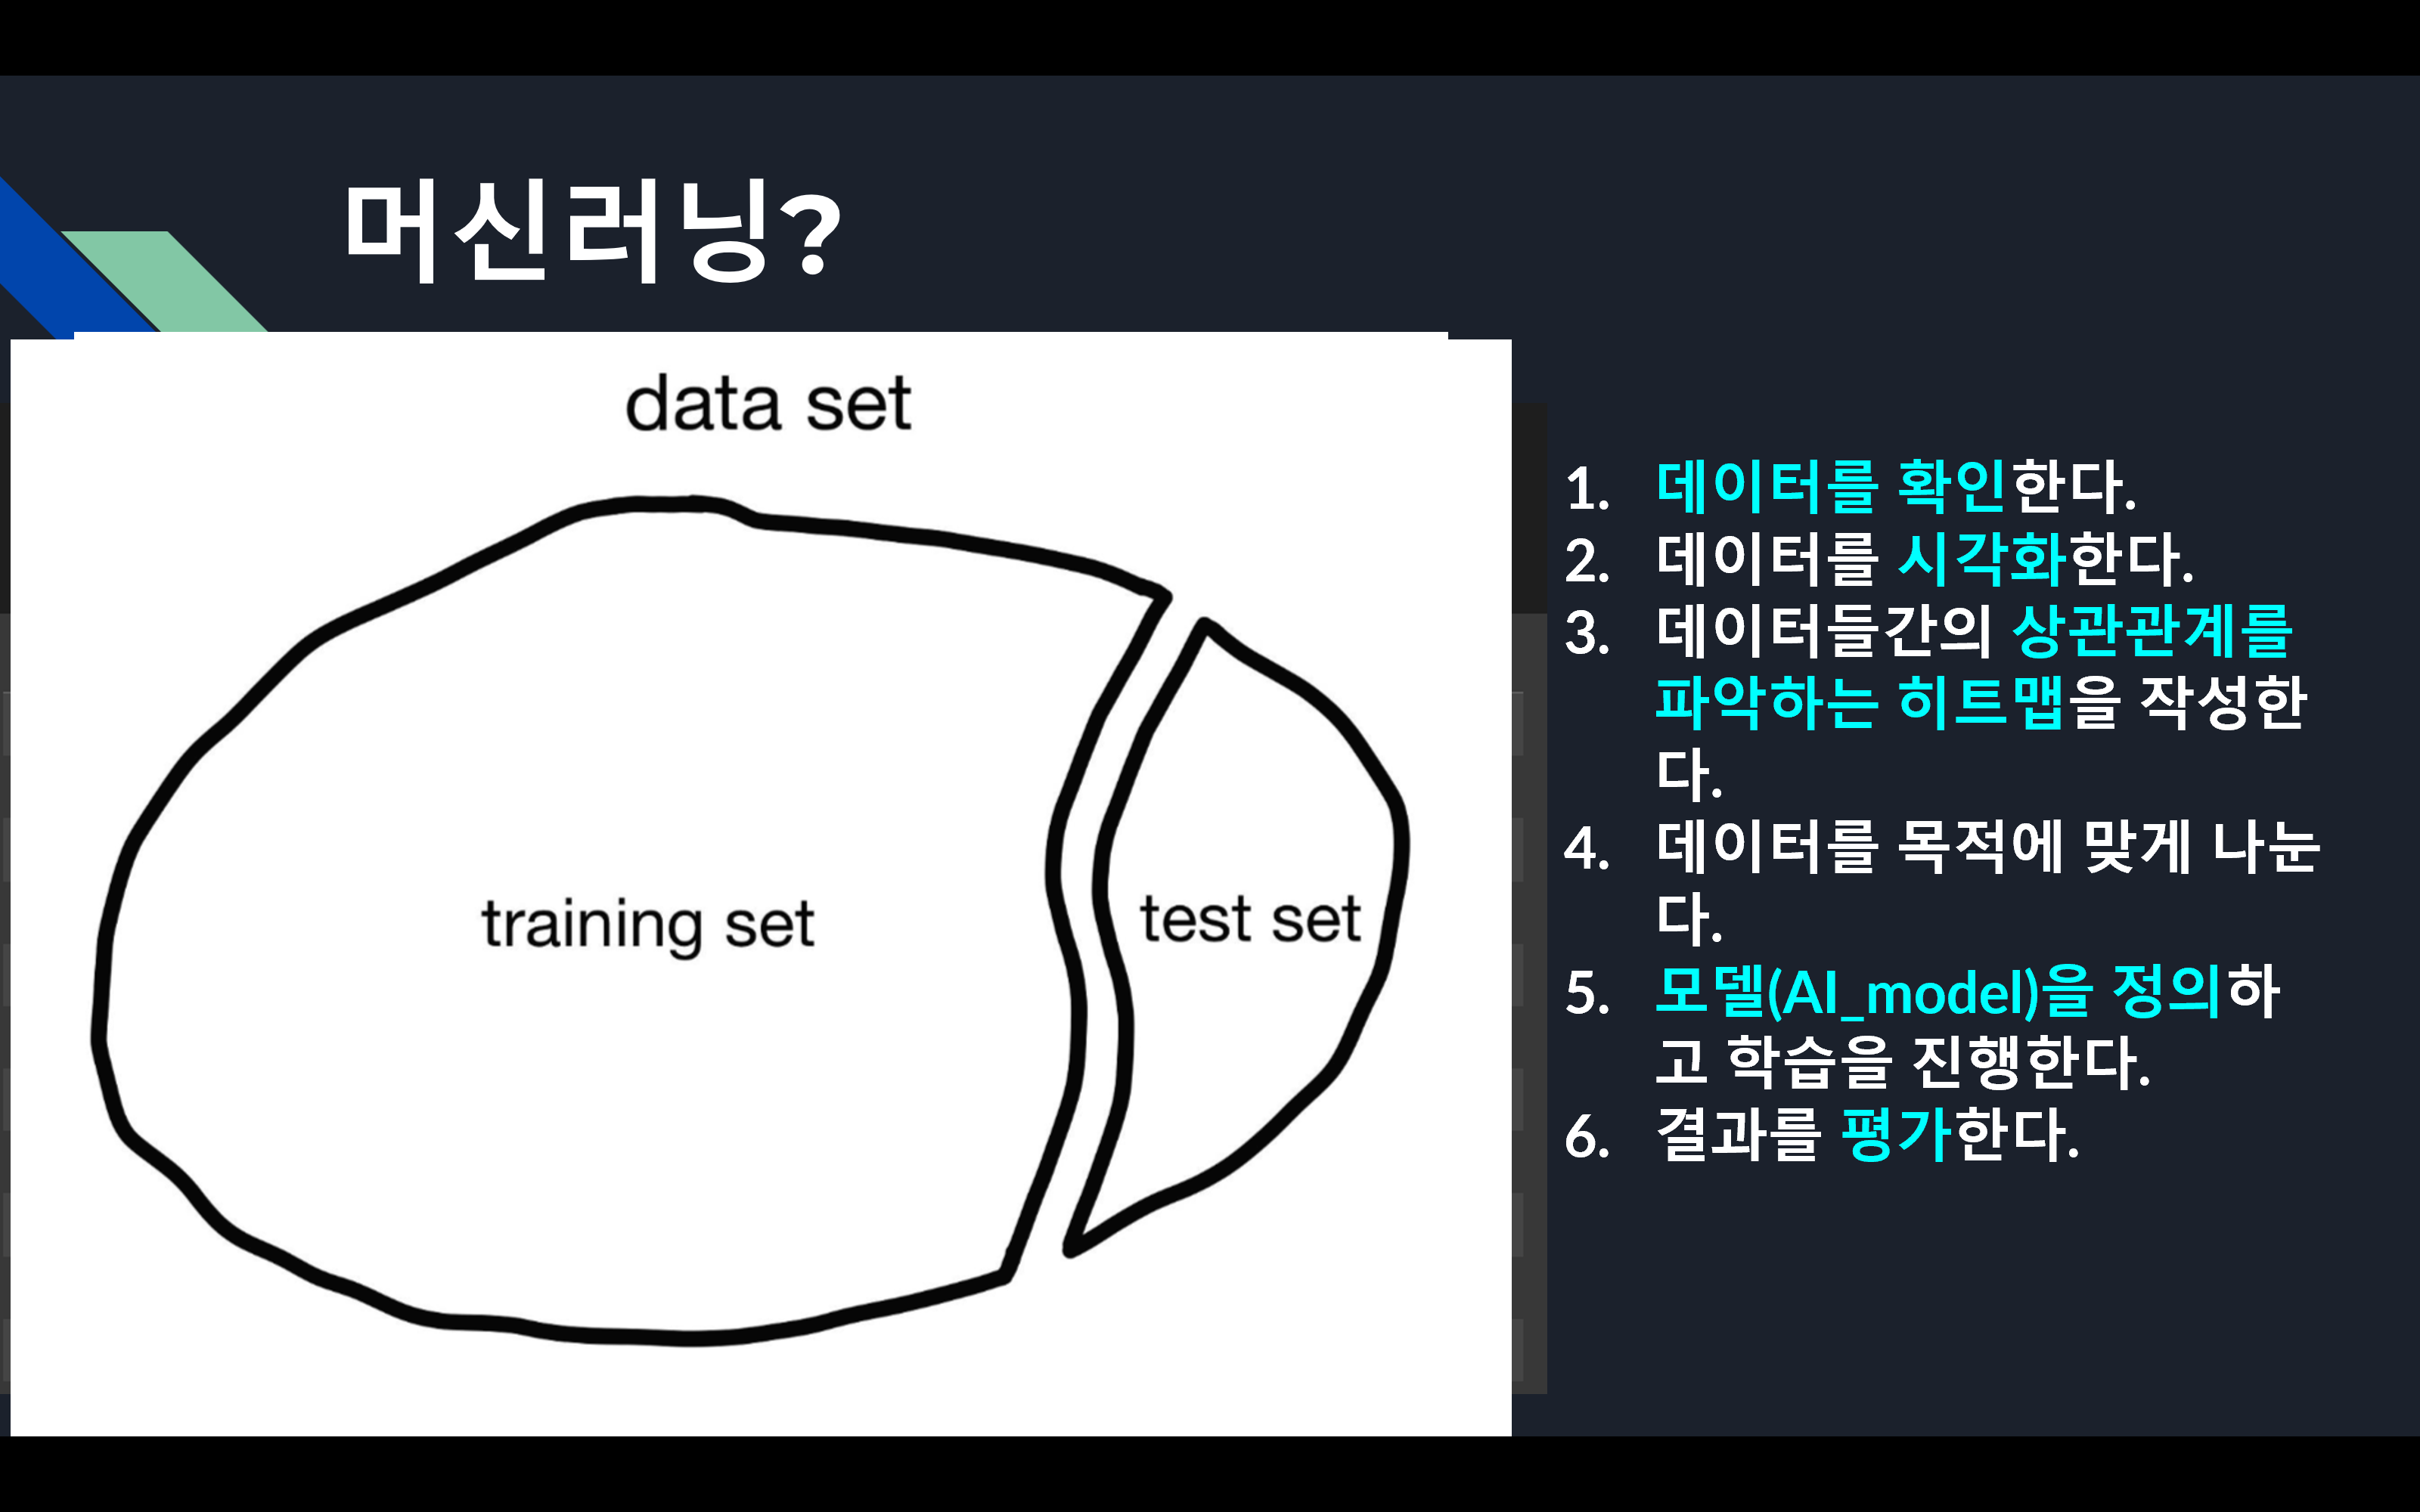 머신러닝?
data set
training set
test set
1. 데이터를 확인한다.
2. 데이터를 시각화한다.
3. 데이터들간의 상관관계를
파악하는 히트맵을 작성한
다.
4. 데이터를 목적에 맞게 나눈
다.
5. 모델(AI_model)을 정의하
고 학습을 진행한다.
6. 결과를 평가한다.